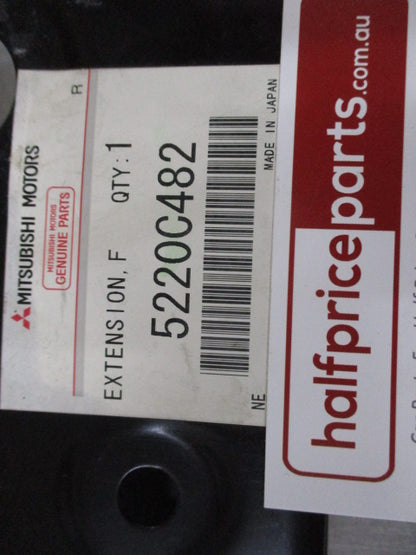 MITSUBISHI MOTORS
R
MITSUBISHI MOTORS
GENUINE PARTS
EXTENSION, F QTY:1
5220C482
NE MADE IN JAPAN
halfpriceparts.com.au